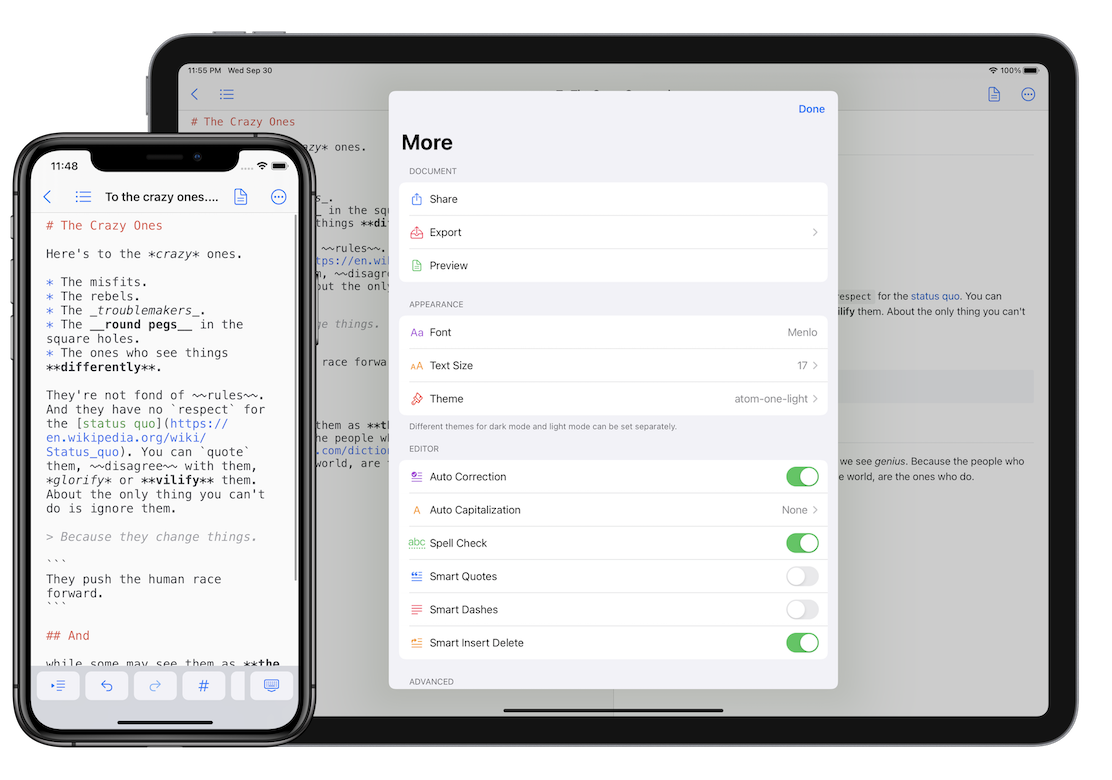 11:55 PM Wed Sep 30
100%
# The Crazy Ones
zy* ones.
s_.
_ in the squ
things **di
~~rules~~.
tps://en.wi
m, ~~disagre
out the only
ge things.
race forwa
em as **t
he people w
.com/diction
world, are
Done
More
DOCUMENT
Share
Export
Preview
APPEARANCE
Aa Font Menlo
AA Text Size 17
Theme atom-one-light
Different themes for dark mode and light mode can be set separately.
EDITOR
Auto Correction
A Auto Capitalization None
abc Spell Check
Smart Quotes
Smart Dashes
Smart Insert Delete
ADVANCED
respect for the status quo. You can
ilify them. About the only thing you can't
we see genius. Because the people who
e world, are the ones who do.
11:48
To the crazy ones....
# The Crazy Ones
Here's to the *crazy* ones.
* The misfits.
* The rebels.
* The _troublemakers_.
* The __round pegs__ in the
square holes.
* The ones who see things
**differently**.
They're not fond of ~~rules~~.
And they have no `respect` for
the [status quo](https://
en.wikipedia.org/wiki/
Status_quo). You can `quote`
them, ~~disagree~~ with them,
*glorify* or **vilify** them.
About the only thing you can't
do is ignore them.
> Because they change things.
```
They push the human race
forward.
```
## And
while some may see them as **the
#